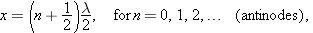 x = (n + 1/2) λ/2, for n = 0, 1, 2, … (antinodes),